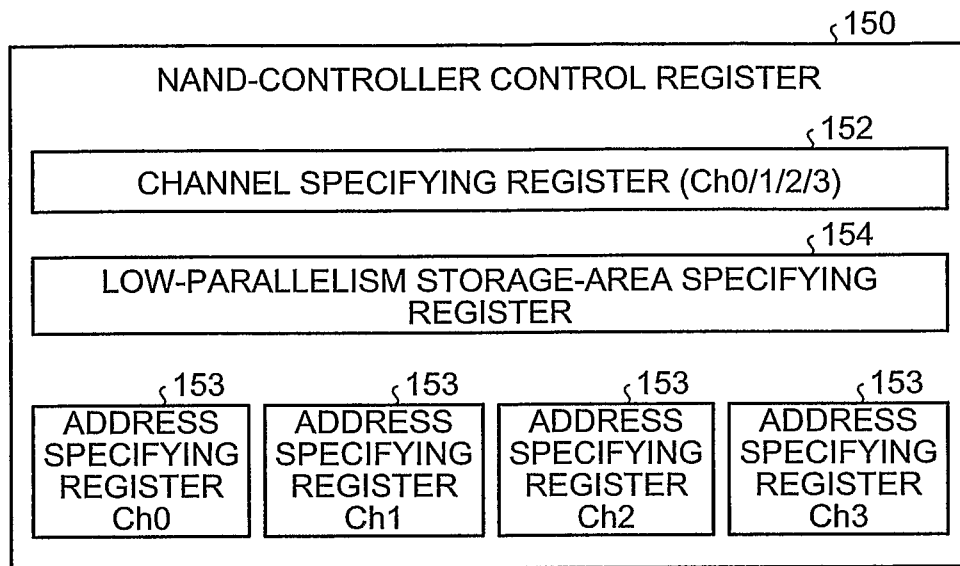 150
NAND-CONTROLLER CONTROL REGISTER
152
CHANNEL SPECIFYING REGISTER (Ch0/1/2/3)
154
LOW-PARALLELISM STORAGE-AREA SPECIFYING
REGISTER
153
ADDRESS
SPECIFYING
REGISTER
Ch0
153
ADDRESS
SPECIFYING
REGISTER
Ch1
153
ADDRESS
SPECIFYING
REGISTER
Ch2
153
ADDRESS
SPECIFYING
REGISTER
Ch3